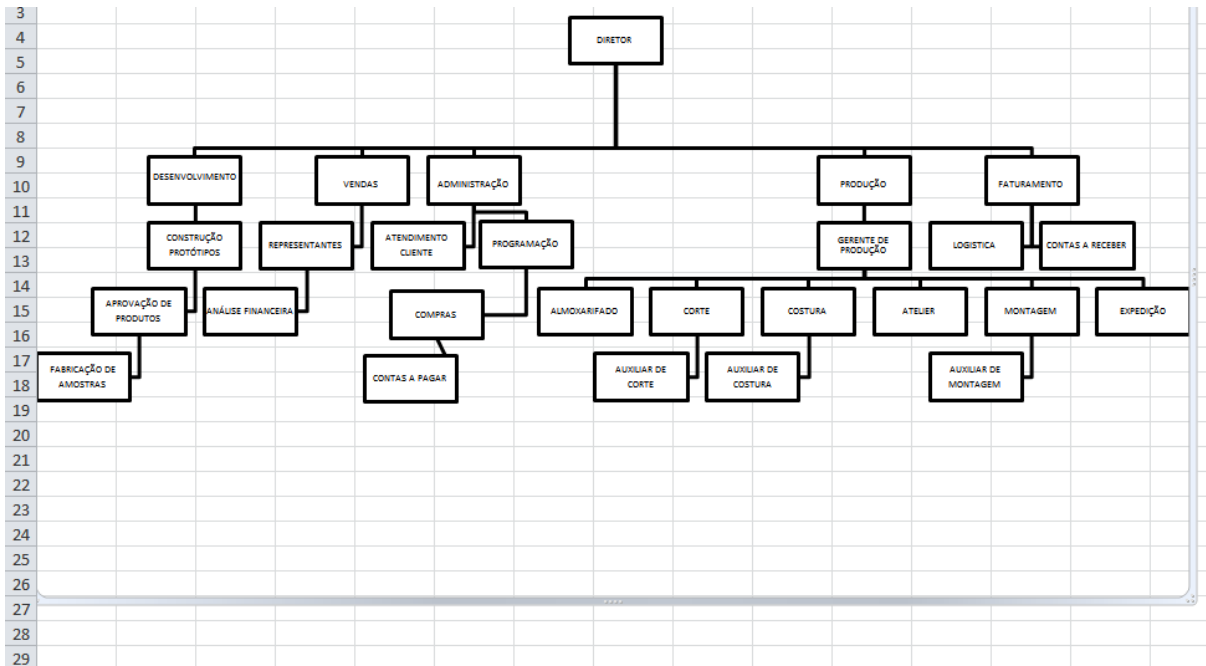 3
4
5
6
7
8
9
10
11
12
13
14
15
16
17
18
19
20
21
22
23
24
25
26
27
28
29
DIRETOR
DESENVOLVIMENTO
VENDAS
ADMINISTRAÇÃO
PRODUÇÃO
FATURAMENTO
CONSTRUÇÃO
PROTÓTIPOS
REPRESENTANTES
ATENDIMENTO
CLIENTE
PROGRAMAÇÃO
GERENTE DE
PRODUÇÃO
LOGISTICA
CONTAS A RECEBER
APROVAÇÃO DE
PRODUTOS
ANÁLISE FINANCEIRA
COMPRAS
ALMOXARIFADO
CORTE
COSTURA
ATELIER
MONTAGEM
EXPEDIÇÃO
FABRICAÇÃO DE
AMOSTRAS
CONTAS A PAGAR
AUXILIAR DE
CORTE
AUXILIAR DE
COSTURA
AUXILIAR DE
MONTAGEM